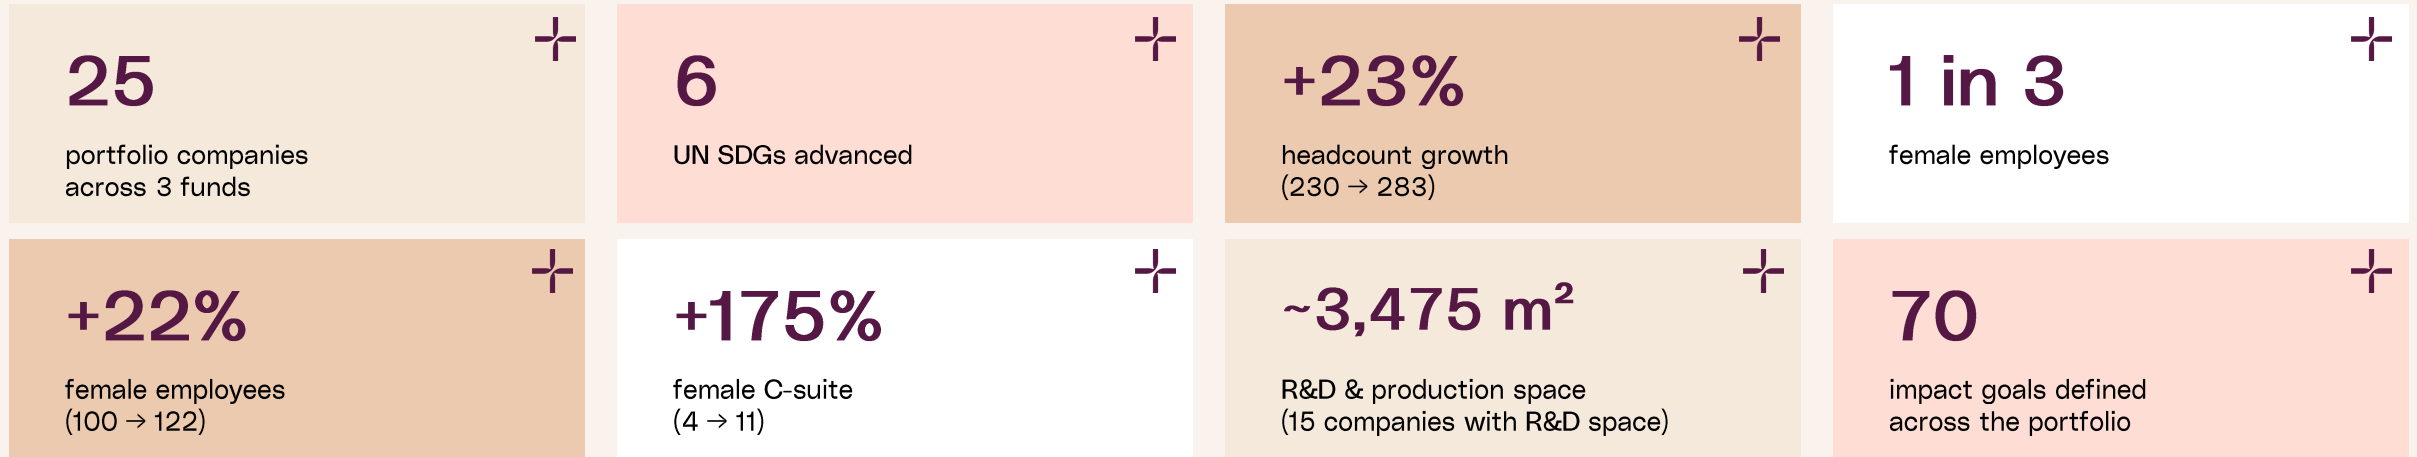 25
portfolio companies
across 3 funds
6
UN SDGs advanced
+23%
headcount growth
(230 → 283)
1 in 3
female employees
+22%
female employees
(100 → 122)
+175%
female C-suite
(4 → 11)
~3,475 m²
R&D & production space
(15 companies with R&D space)
70
impact goals defined
across the portfolio